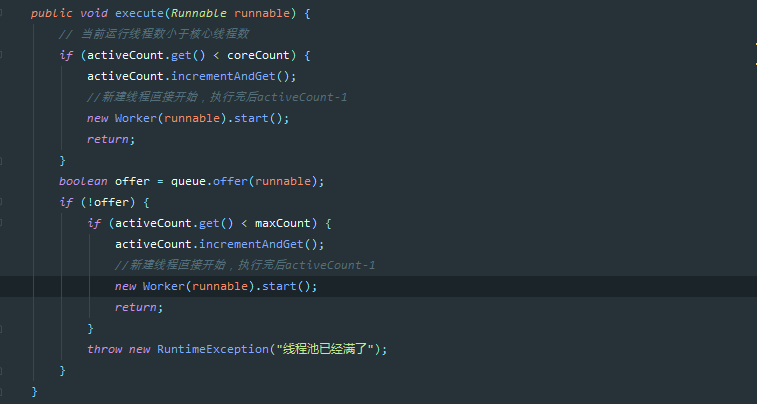 public void execute(Runnable runnable) {
// 当前运行线程数小于核心线程数
if (activeCount.get() < coreCount) {
activeCount.incrementAndGet();
//新建线程直接开始，执行完后activeCount-1
new Worker(runnable).start();
return;
}
boolean offer = queue.offer(runnable);
if (!offer) {
if (activeCount.get() < maxCount) {
activeCount.incrementAndGet();
//新建线程直接开始，执行完后activeCount-1
new Worker(runnable).start();
return;
}
throw new RuntimeException("线程池已经满了");
}
}